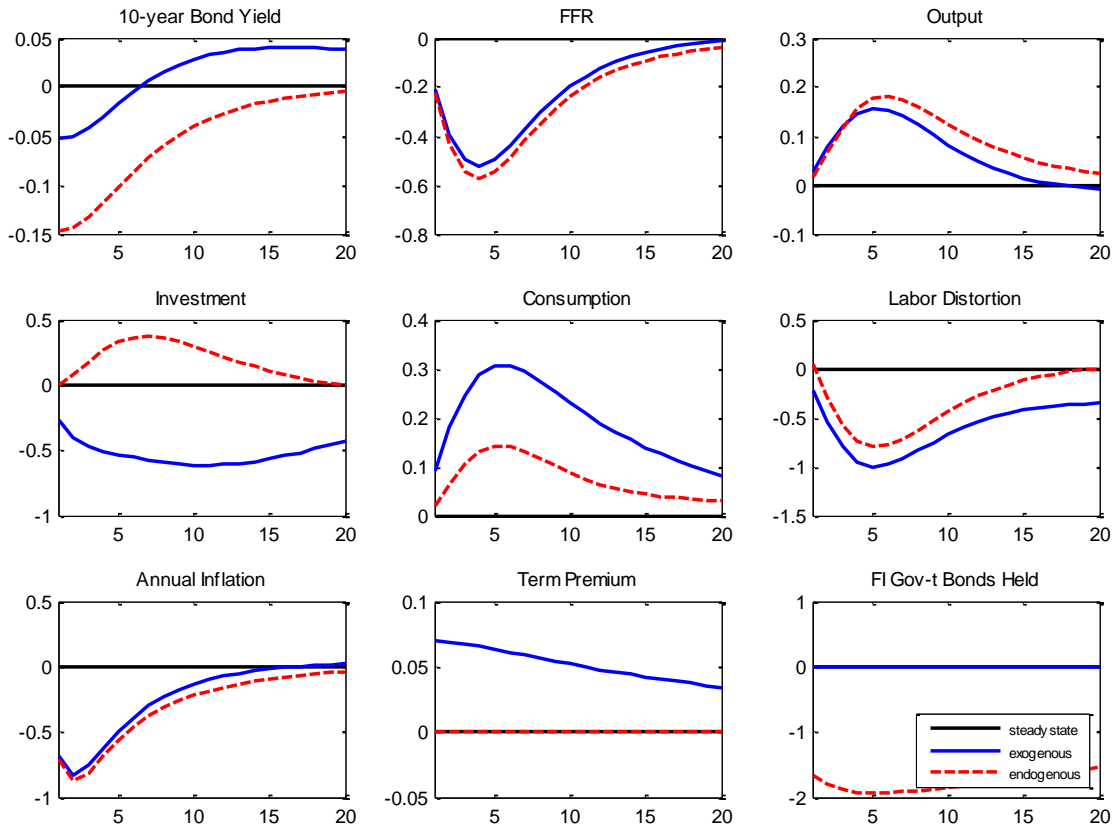 10-year Bond Yield
0.05
0
-0.05
-0.1
-0.15
5 10 15 20
FFR
0
-0.2
-0.4
-0.6
-0.8
5 10 15 20
Output
0.3
0.2
0.1
0
-0.1
5 10 15 20
Investment
0.5
0
-0.5
-1
5 10 15 20
Consumption
0.4
0.3
0.2
0.1
0
5 10 15 20
Labor Distortion
0.5
0
-0.5
-1
-1.5
5 10 15 20
Annual Inflation
0.5
0
-0.5
-1
5 10 15 20
Term Premium
0.1
0.05
0
-0.05
5 10 15 20
FI Gov-t Bonds Held
1
0
-1
-2
5 10 15 20
steady state
exogenous
endogenous